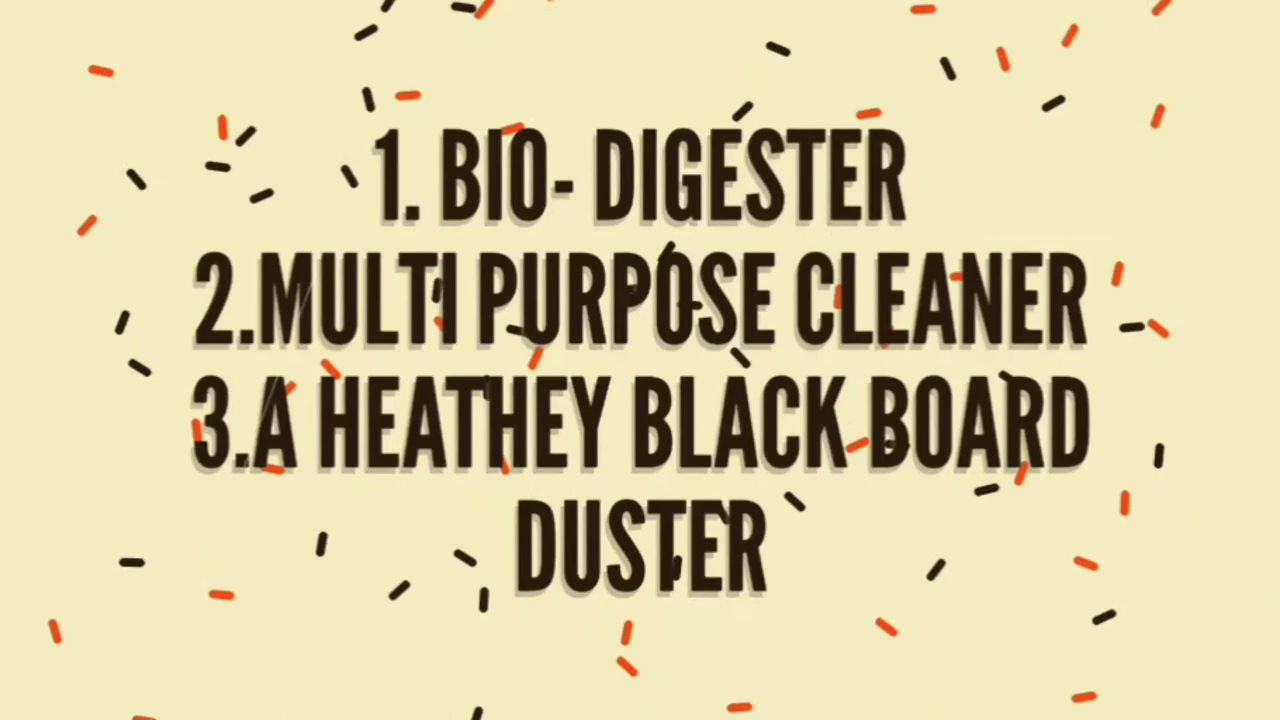 1. BIO- DIGESTER
2.MULTI PURPOSE CLEANER
3.A HEATHEY BLACK BOARD
DUSTER